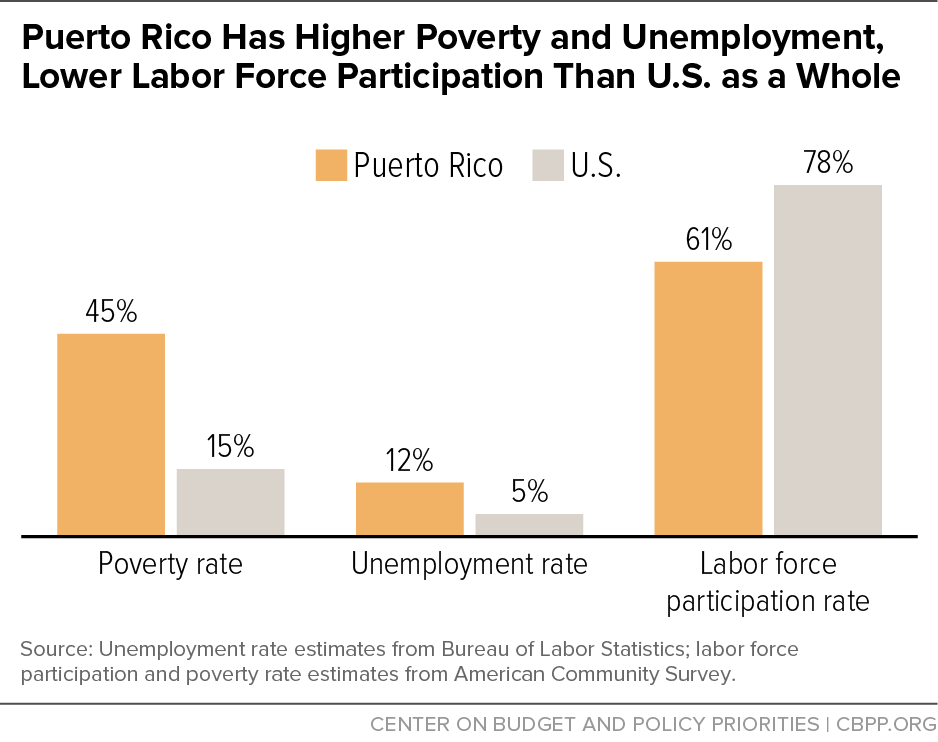 Puerto Rico Has Higher Poverty and Unemployment,
Lower Labor Force Participation Than U.S. as a Whole
Puerto Rico
U.S.
45%
15%
12%
5%
61%
78%
Poverty rate
Unemployment rate
Labor force
participation rate
Source: Unemployment rate estimates from Bureau of Labor Statistics; labor force
participation and poverty rate estimates from American Community Survey.
CENTER ON BUDGET AND POLICY PRIORITIES | CBPP.ORG